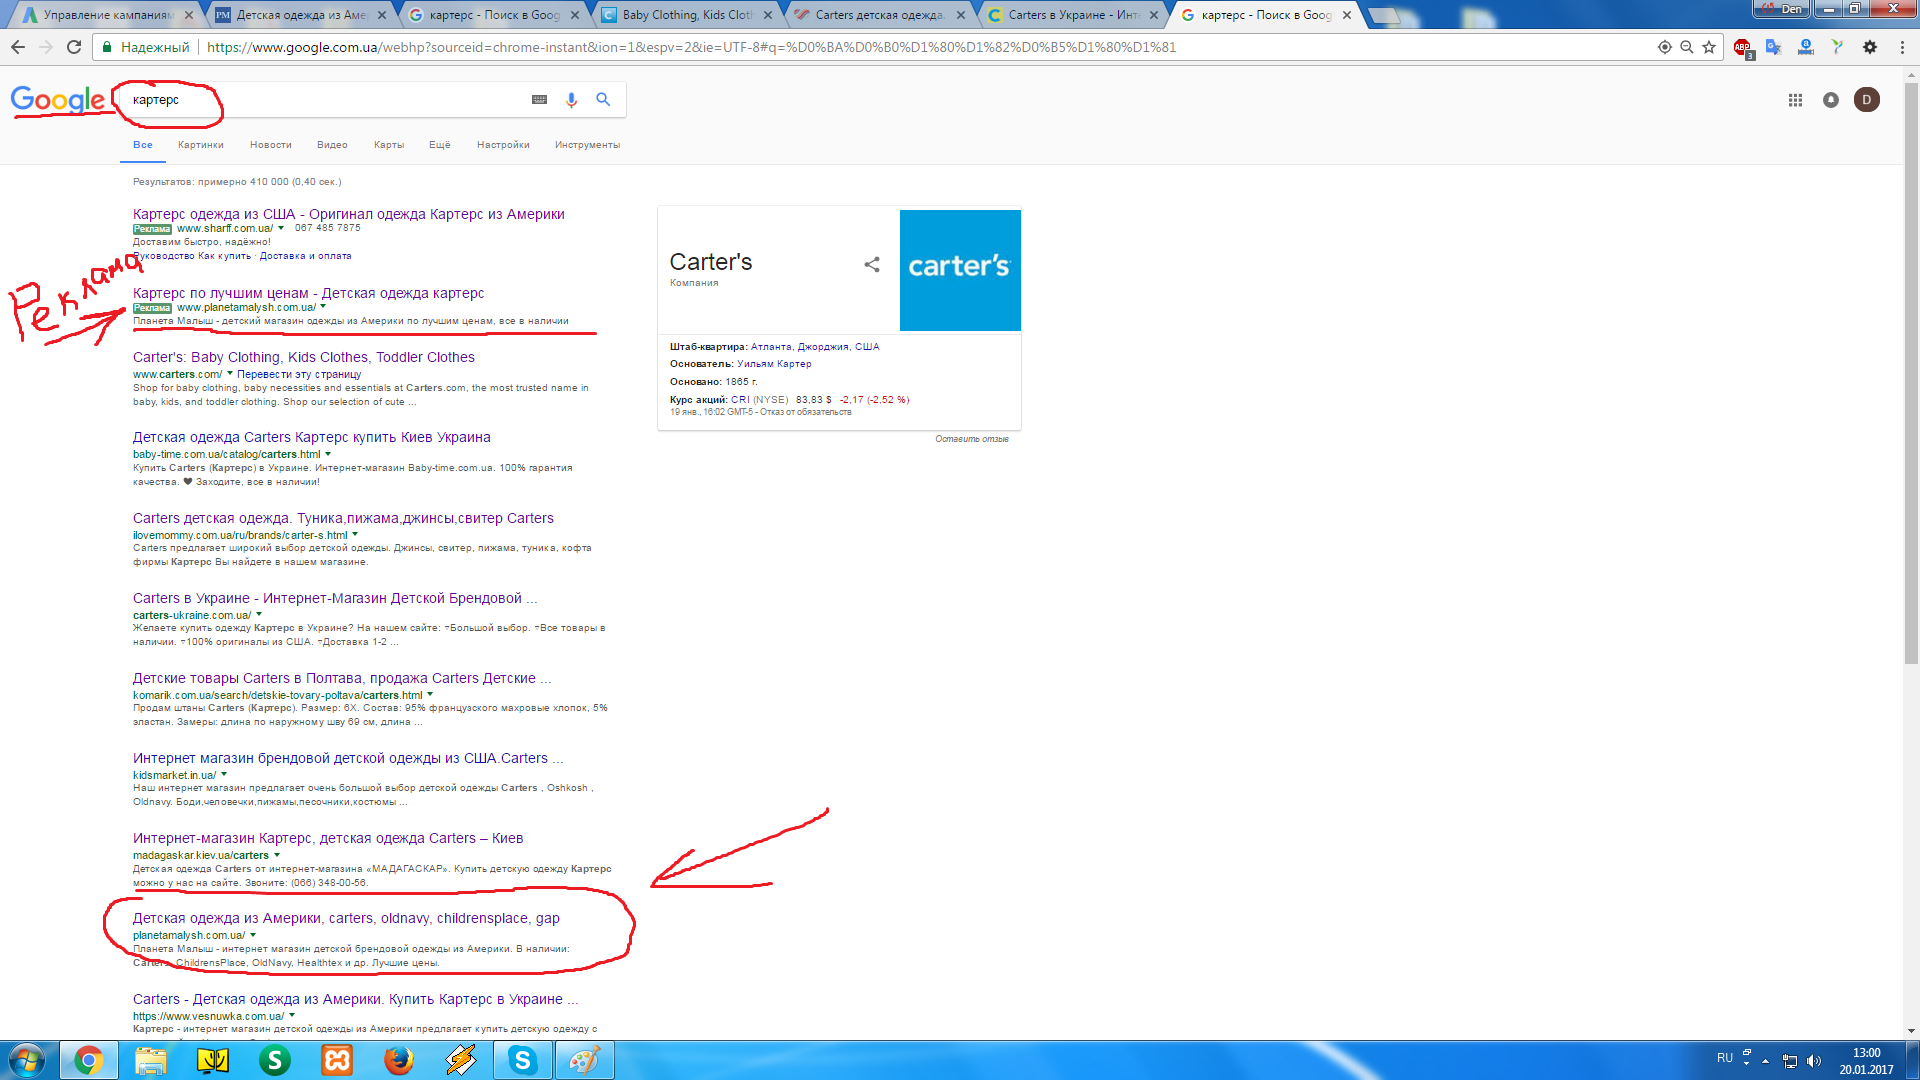 Управление кампаниям
Детская одежда из Аме
картерс - Поиск в Goog
Baby Clothing, Kids Clot
Carters детская одежда.
Carters в Украине - Инт
картерс - Поиск в Goog
Den
Надежный
https://www.google.com.ua/webhp?sourceid=chrome-instant&ion=1&espv=2&ie=UTF-8#q=%D0%BA%D0%B0%D1%80%D1%82%D0%B5%D1%80%D1%81
ABP
3
Google
картерс
D
Все Картинки Новости Видео Карты Ещё Настройки Инструменты
Результатов: примерно 410 000 (0,40 сек.)
Картерс одежда из США - Оригинал одежда Картерс из Америки
Реклама www.sharff.com.ua/ 067 485 7875
Доставим быстро, надёжно!
Руководство Как купить · Доставка и оплата
Реклама
Картерс по лучшим ценам - Детская одежда картерс
Реклама www.planetamalysh.com.ua/
Планета Малыш - детский магазин одежды из Америки по лучшим ценам, все в наличии
Carter's: Baby Clothing, Kids Clothes, Toddler Clothes
www.carters.com/ Перевести эту страницу
Shop for baby clothing, baby necessities and essentials at Carters.com, the most trusted name in
baby, kids, and toddler clothing. Shop our selection of cute ...
Детская одежда Carters Картерс купить Киев Украина
baby-time.com.ua/catalog/carters.html
Купить Carters (Картерс) в Украине. Интернет-магазин Baby-time.com.ua. 100% гарантия
качества. ❤ Заходите, все в наличии!
Carters детская одежда. Туника,пижама,джинсы,свитер Carters
ilovemommy.com.ua/ru/brands/carter-s.html
Carters предлагает широкий выбор детской одежды. Джинсы, свитер, пижама, туника, кофта
фирмы Картерс Вы найдете в нашем магазине.
Carters в Украине - Интернет-Магазин Детской Брендовой ...
carters-ukraine.com.ua/
Желаете купить одежду Картерс в Украине? На нашем сайте: ▿Большой выбор. ▿Все товары в
наличии. ▿100% оригиналы из США. ▿Доставка 1-2 ...
Детские товары Carters в Полтава, продажа Carters Детские ...
komarik.com.ua/search/detskie-tovary-poltava/carters.html
Продам штаны Carters (Картерс). Размер: 6X. Состав: 95% французского махровые хлопок, 5%
эластан. Замеры: длина по наружному шву 69 см, длина ...
Интернет магазин брендовой детской одежды из США.Carters ...
kidsmarket.in.ua/
Наш интернет магазин предлагает очень большой выбор детской одежды Carters , Oshkosh ,
Oldnavy. Боди,человечки,пижамы,песочники,костюмы ...
Интернет-магазин Картерс, детская одежда Carters – Киев
madagaskar.kiev.ua/carters
Детская одежда Carters от интернет-магазина «МАДАГАСКАР». Купить детскую одежду Картерс
можно у нас на сайте. Звоните: (066) 348-00-56.
Детская одежда из Америки, carters, oldnavy, childrensplace, gap
planetamalysh.com.ua/
Планета Малыш - интернет магазин детской брендовой одежды из Америки. В наличии:
Carters, ChildrensPlace, OldNavy, Healthtex и др. Лучшие цены.
Carters - Детская одежда из Америки. Купить Картерс в Украине ...
https://www.vesnuwka.com.ua/
Картерс - интернет магазин детской одежды из Америки предлагает купить детскую одежду с
Carter's
Компания
carter's
Штаб-квартира: Атланта, Джорджия, США
Основатель: Уильям Картер
Основано: 1865 г.
Курс акций: CRI (NYSE) 83,83 $ -2,17 (-2,52 %)
19 янв., 16:02 GMT-5 - Отказ от обязательств
Оставить отзыв
RU
13:00
20.01.2017